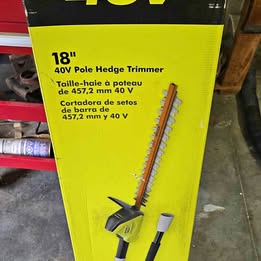 40V
18"
40V Pole Hedge Trimmer
Taille-haie à poteau
de 457,2 mm 40 V
Cortadora de setos
de barra de
457,2 mm y 40 V